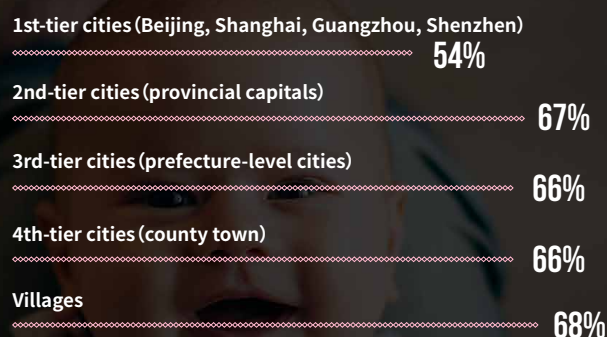 1st-tier cities (Beijing, Shanghai, Guangzhou, Shenzhen)
54%
2nd-tier cities (provincial capitals)
67%
3rd-tier cities (prefecture-level cities)
66%
4th-tier cities (county town)
66%
Villages
68%